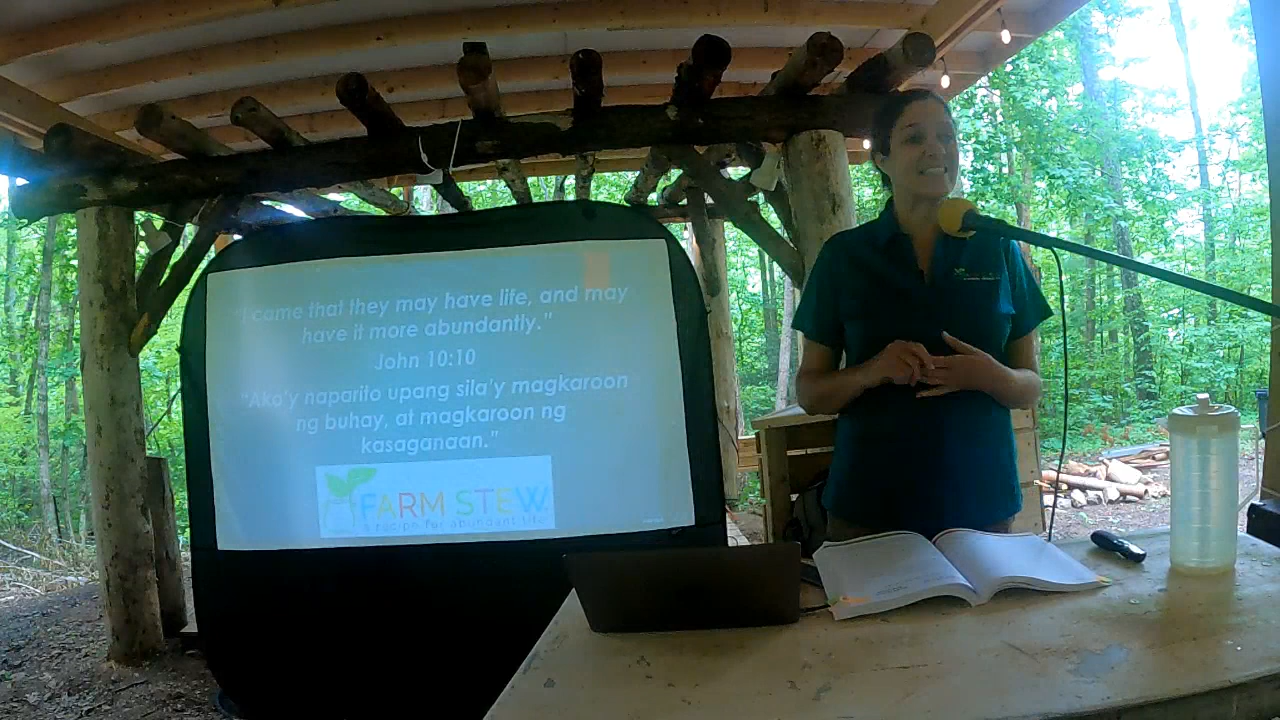 "I came that they may have life, and may
have it more abundantly."
John 10:10
"Ako'y naparito upang sila'y magkaroon
ng buhay, at magkaroon ng
kasaganaan."
FARM STEW
a recipe for abundant life